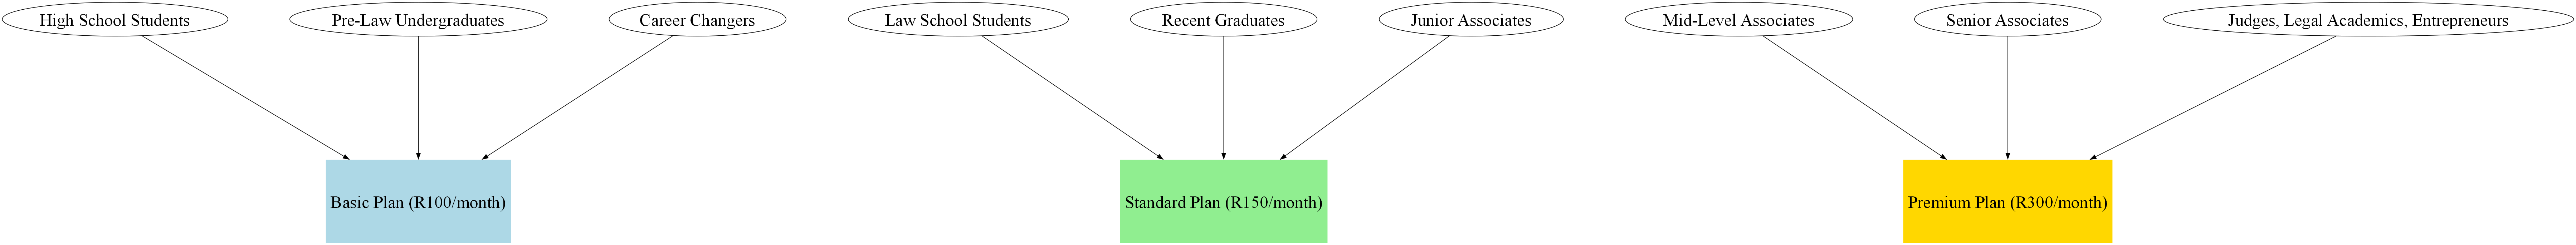 High School Students
Pre-Law Undergraduates
Career Changers
Law School Students
Recent Graduates
Junior Associates
Mid-Level Associates
Senior Associates
Judges, Legal Academics, Entrepreneurs
Basic Plan (R100/month)
Standard Plan (R150/month)
Premium Plan (R300/month)